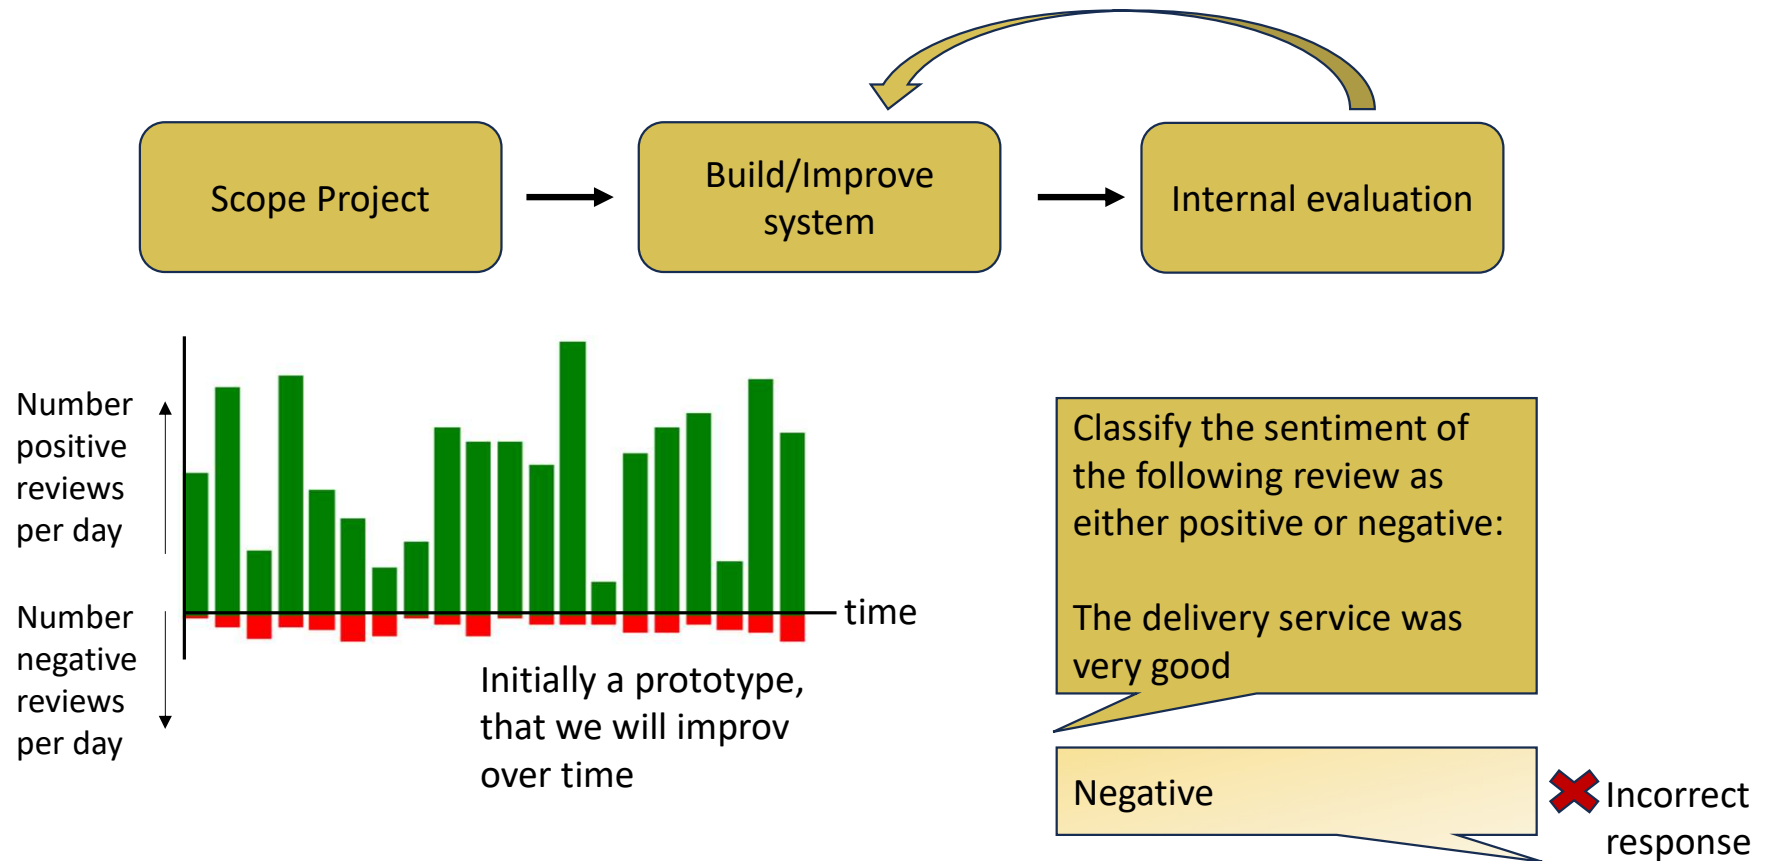 Scope Project
Build/Improve
system
Internal evaluation
Number
positive
reviews
per day
Number
negative
reviews
per day
time
Initially a prototype,
that we will improv
over time
Classify the sentiment of
the following review as
either positive or negative:
The delivery service was
very good
Negative
Incorrect
response